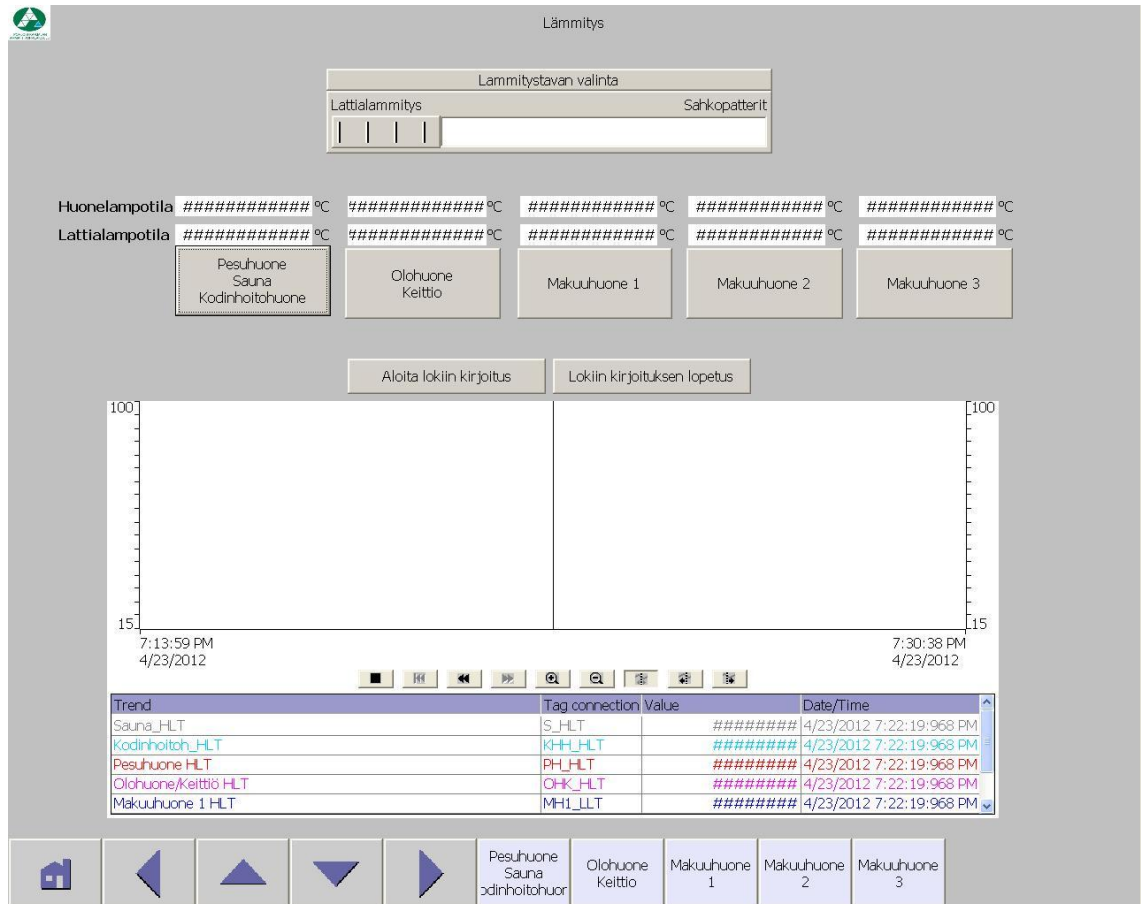 Lämmitys
Lammitystavan valinta
Lattialammitys Sahkopatterit
Huonelampotila ############ °C #############°C ############ °C ############ °C ############ °C
Lattialampotila ############ °C #############°C ############ °C ############ °C ############ °C
Pesuhuone
Sauna
Kodinhoitohuone
Olohuone
Keittio
Makuuhuone 1
Makuuhuone 2
Makuuhuone 3
Aloita lokiin kirjoitus
Lokiin kirjoituksen lopetus
100 100
15 15
7:13:59 PM 7:30:38 PM
4/23/2012 4/23/2012
Trend Tag connection Value Date/Time
Sauna_HLT S_HLT ######## 4/23/2012 7:22:19:968 PM
Kodinhoitoh_HLT KHH_HLT ######## 4/23/2012 7:22:19:968 PM
Pesuhuone HLT PH_HLT ######## 4/23/2012 7:22:19:968 PM
Olohuone/Keittiö HLT OHK_HLT ######## 4/23/2012 7:22:19:968 PM
Makuuhuone 1 HLT MH1_LLT ######## 4/23/2012 7:22:19:968 PM
Pesuhuone
Sauna
odinhoitohuor
Olohuone
Keittio
Makuuhuone
1
Makuuhuone
2
Makuuhuone
3